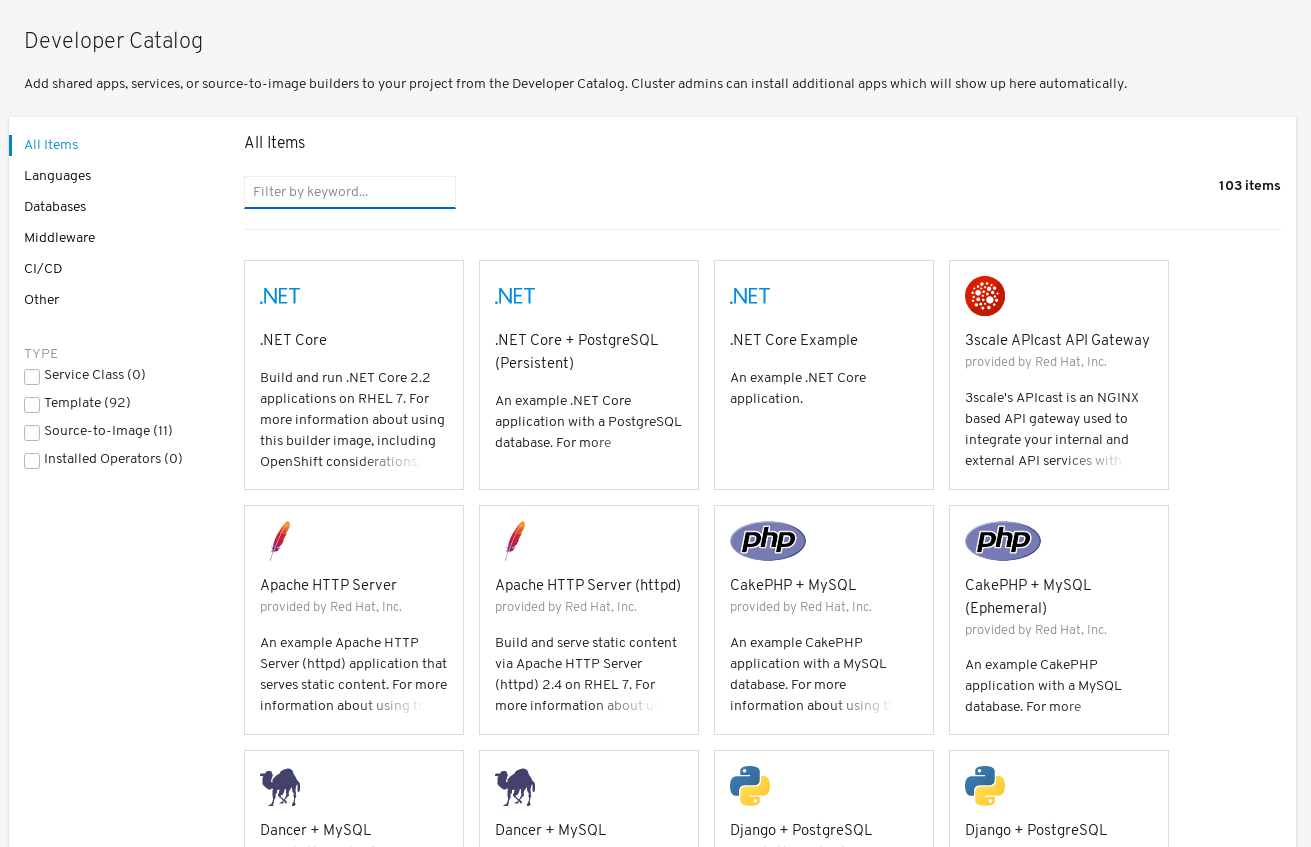 Developer Catalog
Add shared apps, services, or source-to-image builders to your project from the Developer Catalog. Cluster admins can install additional apps which will show up here automatically.
All Items
Languages
Databases
Middleware
CI/CD
Other
TYPE
Service Class (0)
Template (92)
Source-to-Image (11)
Installed Operators (0)
All Items
Filter by keyword...
103 items
.NET
.NET Core
Build and run .NET Core 2.2
applications on RHEL 7. For
more information about using
this builder image, including
OpenShift considerations.
.NET
.NET Core + PostgreSQL
(Persistent)
An example .NET Core
application with a PostgreSQL
database. For more
.NET
.NET Core Example
An example .NET Core
application.
3scale APIcast API Gateway
provided by Red Hat, Inc.
3scale's APIcast is an NGINX
based API gateway used to
integrate your internal and
external API services with
Apache HTTP Server
provided by Red Hat, Inc.
An example Apache HTTP
Server (httpd) application that
serves static content. For more
information about using
Apache HTTP Server (httpd)
provided by Red Hat, Inc.
Build and serve static content
via Apache HTTP Server
(httpd) 2.4 on RHEL 7. For
more information about
php
CakePHP + MySQL
provided by Red Hat, Inc.
An example CakePHP
application with a MySQL
database. For more
information about using
php
CakePHP + MySQL
(Ephemeral)
provided by Red Hat, Inc.
An example CakePHP
application with a MySQL
database. For more
Dancer + MySQL
Dancer + MySQL
Django + PostgreSQL
Django + PostgreSQL